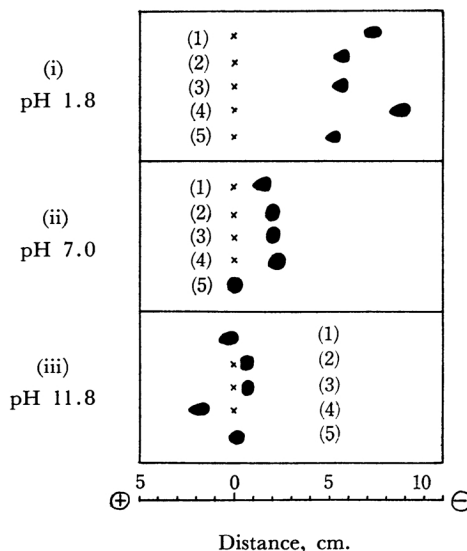 (i)
pH 1.8
(1) ×
(2) ×
(3) ×
(4) ×
(5) ×
(ii)
pH 7.0
(1) ×
(2) ×
(3) ×
(4) ×
(5)
(iii)
pH 11.8
(1)
× (2)
× (3)
× (4)
(5)
5 0 5 10
⊕ ⊖
Distance, cm.